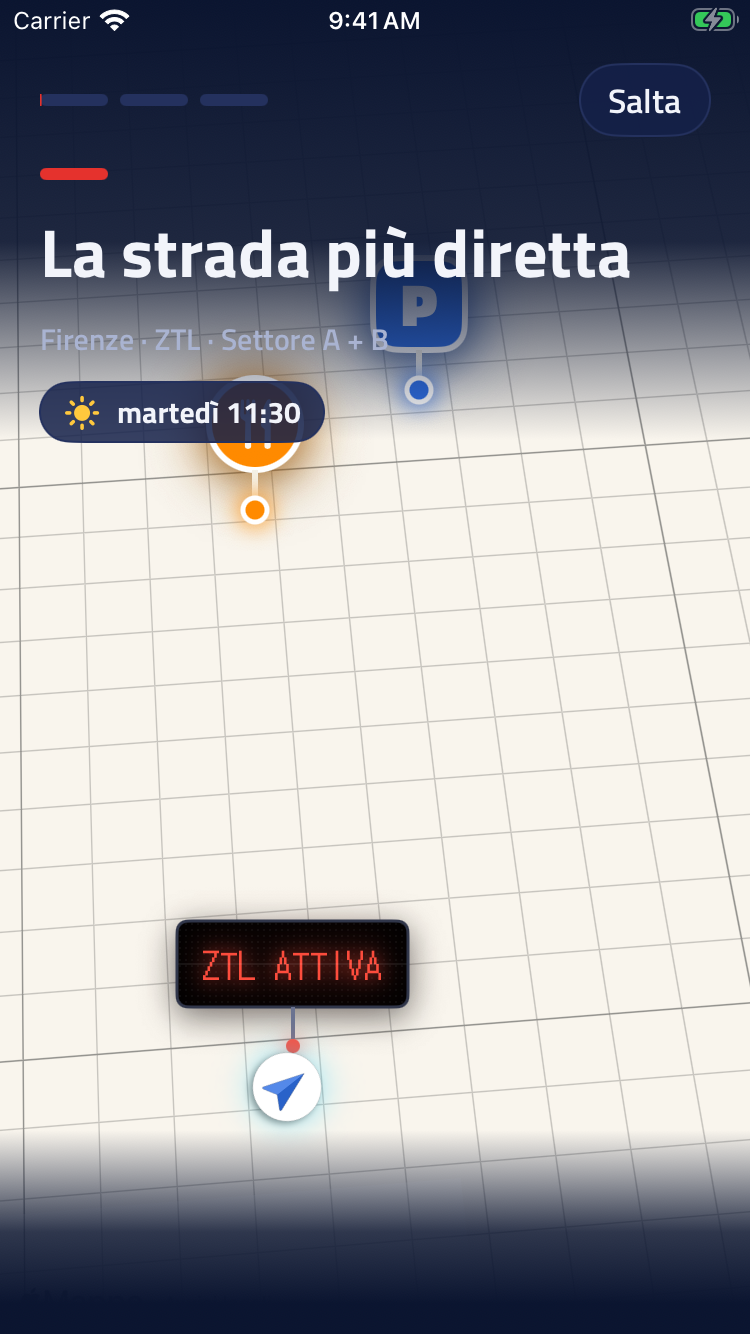 Carrier 9:41 AM
Salta
La strada più diretta
P
Firenze · ZTL · Settore A + B
martedì 11:30
ZTL ATTIVA